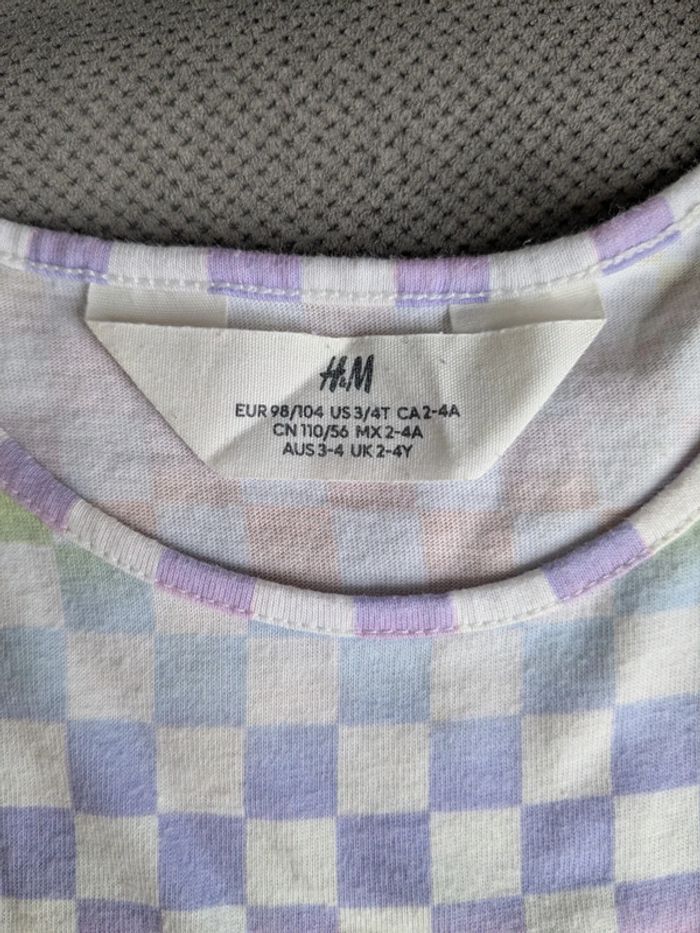 H&M
EUR 98/104 US 3/4T CA 2-4A
CN 110/56 MX 2-4A
AUS 3-4 UK 2-4Y